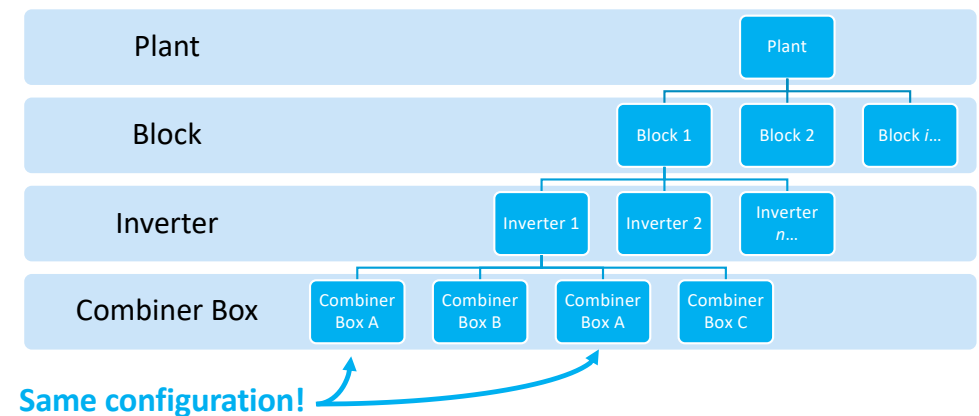 Plant
Plant
Block
Block 1
Block 2
Block i...
Inverter
Inverter 1
Inverter 2
Inverter
n...
Combiner Box
Combiner
Box A
Combiner
Box B
Combiner
Box A
Combiner
Box C
Same configuration!